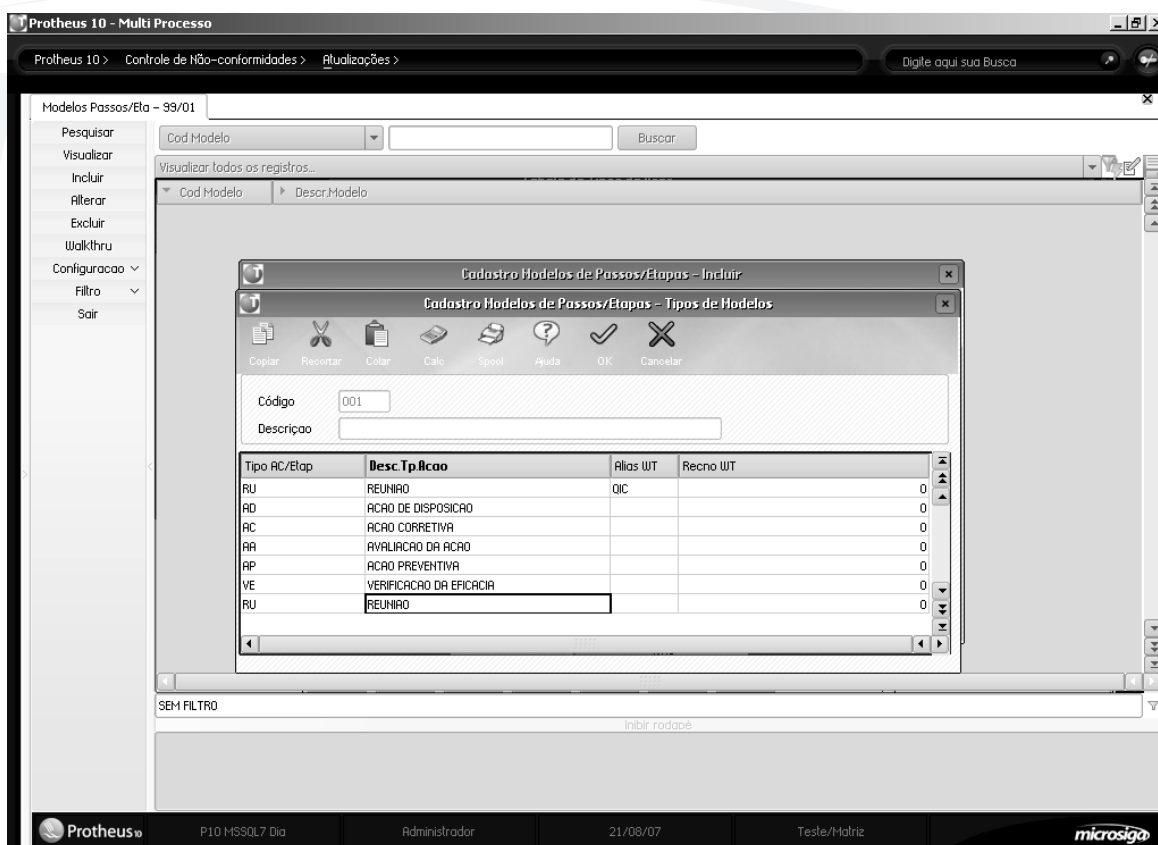 Protheus 10 - Multi Processo
Protheus 10 > Controle de Não-conformidades > Atualizações >
Digite aqui sua Busca
Modelos Passos/Eta - 99/01
Pesquisar
Visualizar
Incluir
Alterar
Excluir
Walkthru
Configuracao
Filtro
Sair
Cod Modelo
Buscar
Visualizar todos os registros...
Cod Modelo Descr.Modelo
Cadastro Modelos de Passos/Etapas - Incluir
Cadastro Modelos de Passos/Etapas - Tipos de Modelos
Copiar Recortar Colar Calc Spool Ajuda OK Cancelar
Código 001
Descriçao
Tipo AC/Etap Desc.Tp.Acao Alias WT Recno WT
RU REUNIAO QIC 0
AD ACAO DE DISPOSICAO 0
AC ACAO CORRETIVA 0
AA AVALIACAO DA ACAO 0
AP ACAO PREVENTIVA 0
VE VERIFICACAO DA EFICACIA 0
RU REUNIAO 0
SEM FILTRO
Inibir rodapé
Protheus 10 P10 MSSQL7 Dia Administrador 21/08/07 Teste/Matriz microsiga